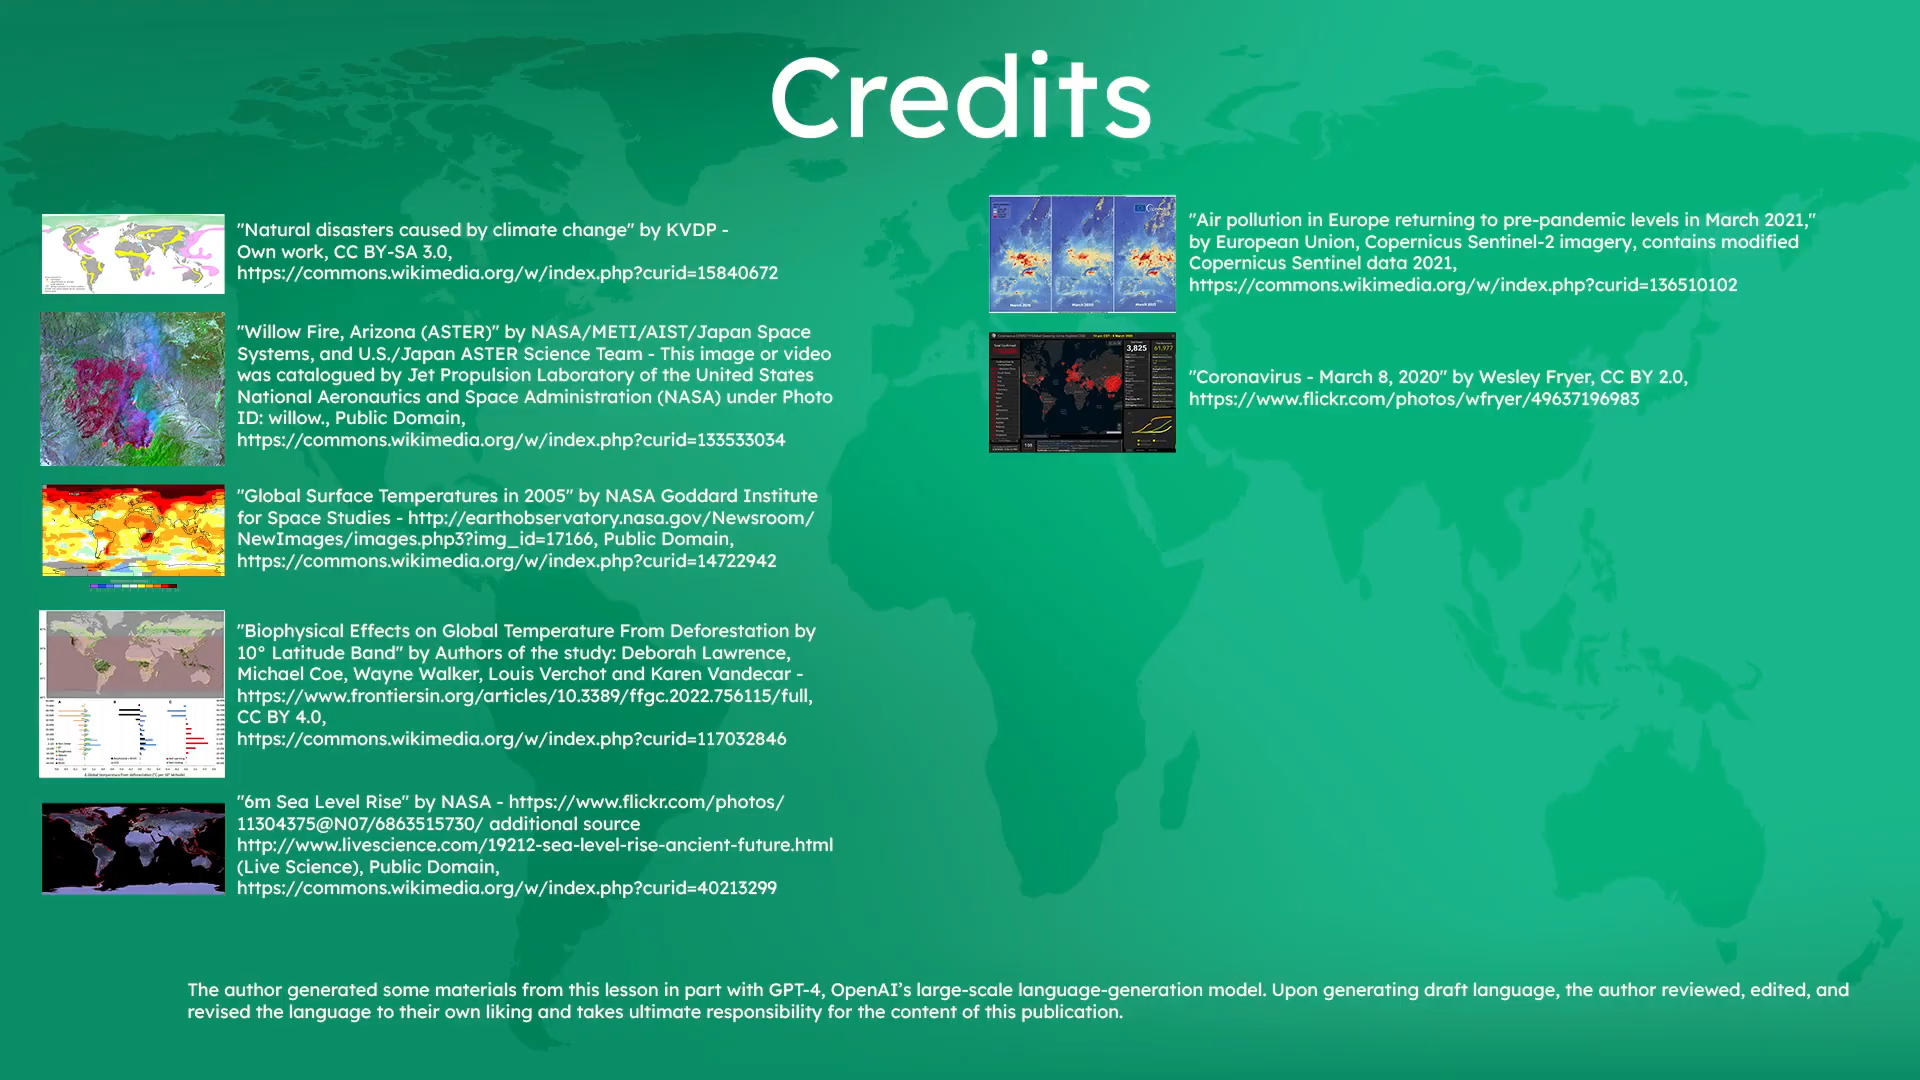 Credits
"Natural disasters caused by climate change" by KVDP -
Own work, CC BY-SA 3.0,
https://commons.wikimedia.org/w/index.php?curid=15840672
"Willow Fire, Arizona (ASTER)" by NASA/METI/AIST/Japan Space
Systems, and U.S./Japan ASTER Science Team - This image or video
was catalogued by Jet Propulsion Laboratory of the United States
National Aeronautics and Space Administration (NASA) under Photo
ID: willow., Public Domain,
https://commons.wikimedia.org/w/index.php?curid=133533034
"Global Surface Temperatures in 2005" by NASA Goddard Institute
for Space Studies - http://earthobservatory.nasa.gov/Newsroom/
NewImages/images.php3?img_id=17166, Public Domain,
https://commons.wikimedia.org/w/index.php?curid=14722942
"Biophysical Effects on Global Temperature From Deforestation by
10° Latitude Band" by Authors of the study: Deborah Lawrence,
Michael Coe, Wayne Walker, Louis Verchot and Karen Vandecar -
https://www.frontiersin.org/articles/10.3389/ffgc.2022.756115/full,
CC BY 4.0,
https://commons.wikimedia.org/w/index.php?curid=117032846
"6m Sea Level Rise" by NASA - https://www.flickr.com/photos/
11304375@N07/6863515730/ additional source
http://www.livescience.com/19212-sea-level-rise-ancient-future.html
(Live Science), Public Domain,
https://commons.wikimedia.org/w/index.php?curid=40213299
March 2021
"Air pollution in Europe returning to pre-pandemic levels in March 2021,"
by European Union, Copernicus Sentinel-2 imagery, contains modified
Copernicus Sentinel data 2021,
https://commons.wikimedia.org/w/index.php?curid=136510102
3,825
61,977
"Coronavirus - March 8, 2020" by Wesley Fryer, CC BY 2.0,
https://www.flickr.com/photos/wfryer/49637196983
The author generated some materials from this lesson in part with GPT-4, OpenAI's large-scale language-generation model. Upon generating draft language, the author reviewed, edited, and
revised the language to their own liking and takes ultimate responsibility for the content of this publication.